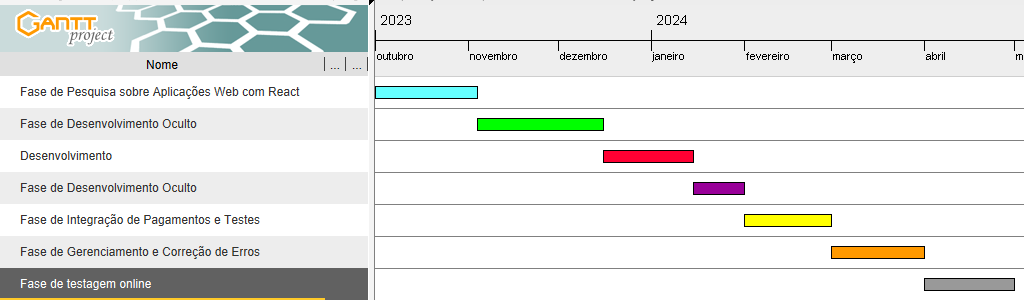 GANTT
project
2023
2024
outubro
novembro
dezembro
janeiro
fevereiro
março
abril
m
Nome
...
...
Fase de Pesquisa sobre Aplicações Web com React
Fase de Desenvolvimento Oculto
Desenvolvimento
Fase de Desenvolvimento Oculto
Fase de Integração de Pagamentos e Testes
Fase de Gerenciamento e Correção de Erros
Fase de testagem online